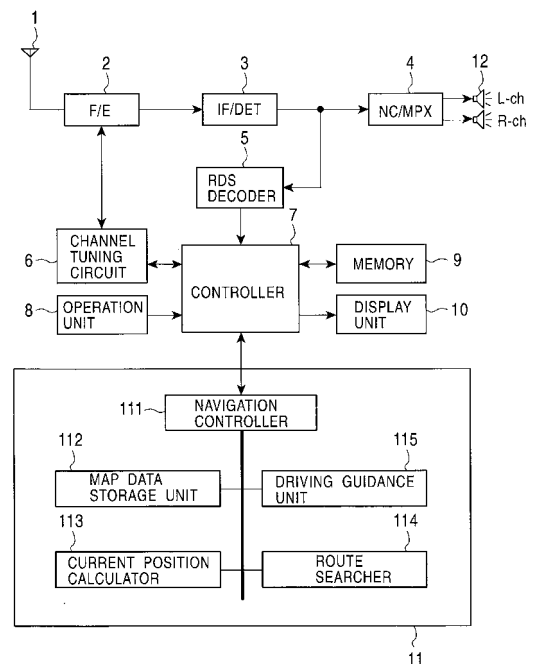 1
2
3
4
12
F/E
IF/DET
NC/MPX
L-ch
R-ch
5
RDS
DECODER
7
6
CHANNEL
TUNING
CIRCUIT
CONTROLLER
MEMORY
9
8
OPERATION
UNIT
DISPLAY
UNIT
10
111
NAVIGATION
CONTROLLER
112
115
MAP DATA
STORAGE UNIT
DRIVING GUIDANCE
UNIT
113
114
CURRENT POSITION
CALCULATOR
ROUTE
SEARCHER
11